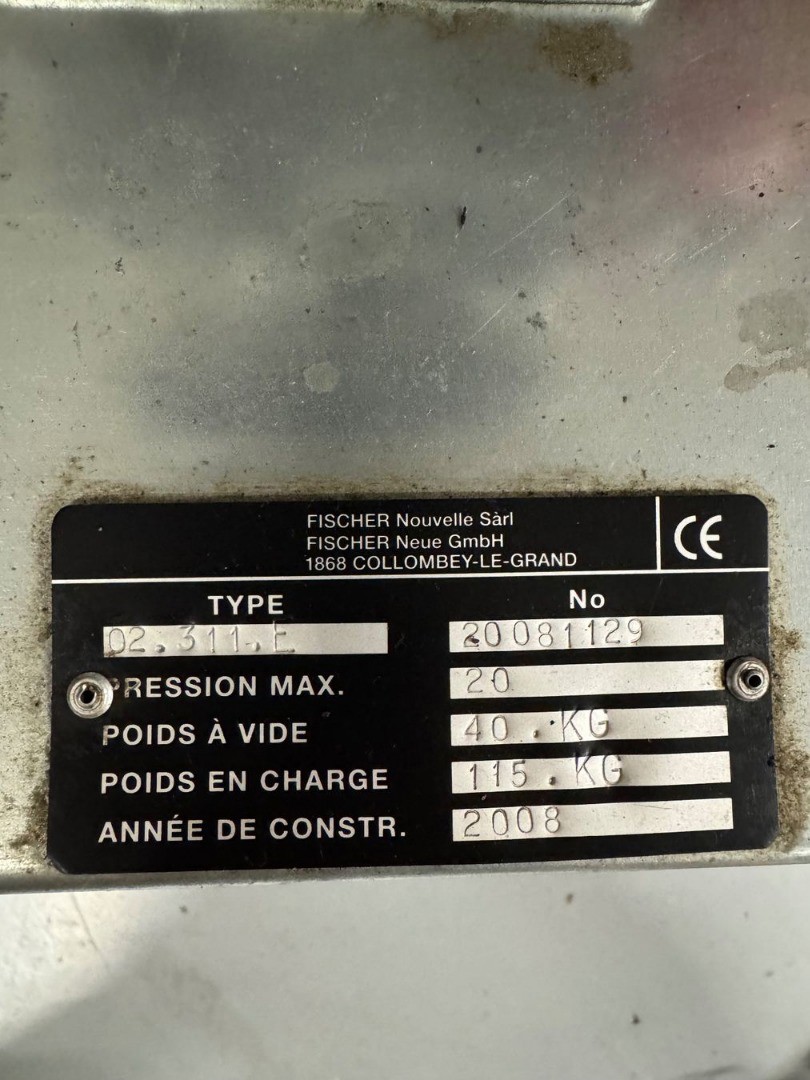 FISCHER Nouvelle Sàrl
FISCHER Neue GmbH
1868 COLLOMBEY-LE-GRAND
CE
TYPE No
02.311.E 20081129
PRESSION MAX. 20
POIDS À VIDE 40.KG
POIDS EN CHARGE 115.KG
ANNÉE DE CONSTR. 2008